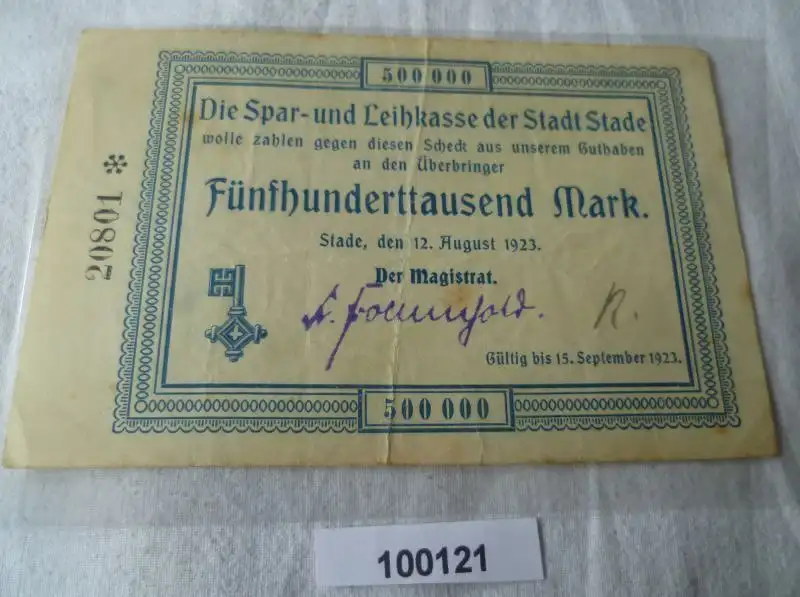 500 000
Die Spar- und Leihkasse der Stadt Stade
wolle zahlen gegen diesen Scheck aus unserem Guthaben
an den Überbringer
Fünfhunderttausend Mark.
Stade, den 12. August 1923.
Der Magistrat.
R.
Gültig bis 15. September 1923.
500 000
20801 *
100121